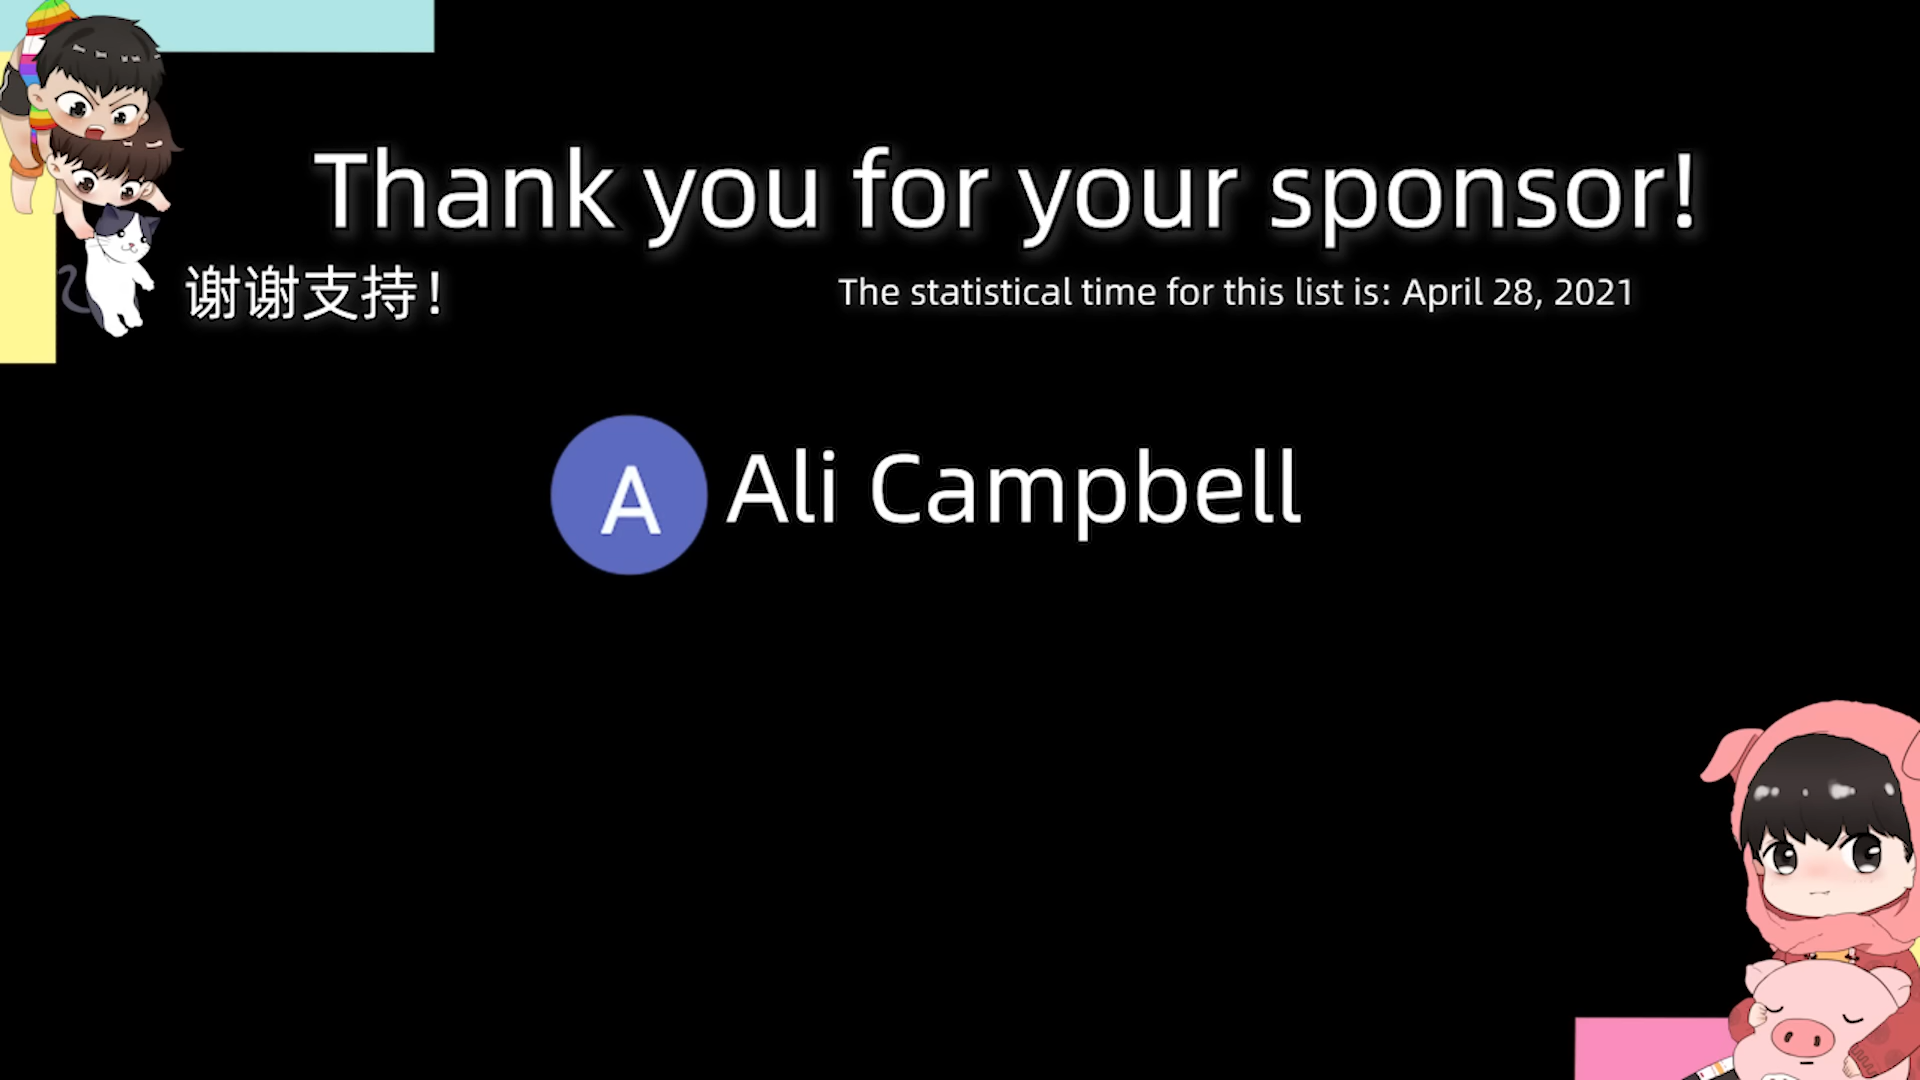 Thank you for your sponsor!
谢谢支持!
The statistical time for this list is: April 28, 2021
A
Ali Campbell